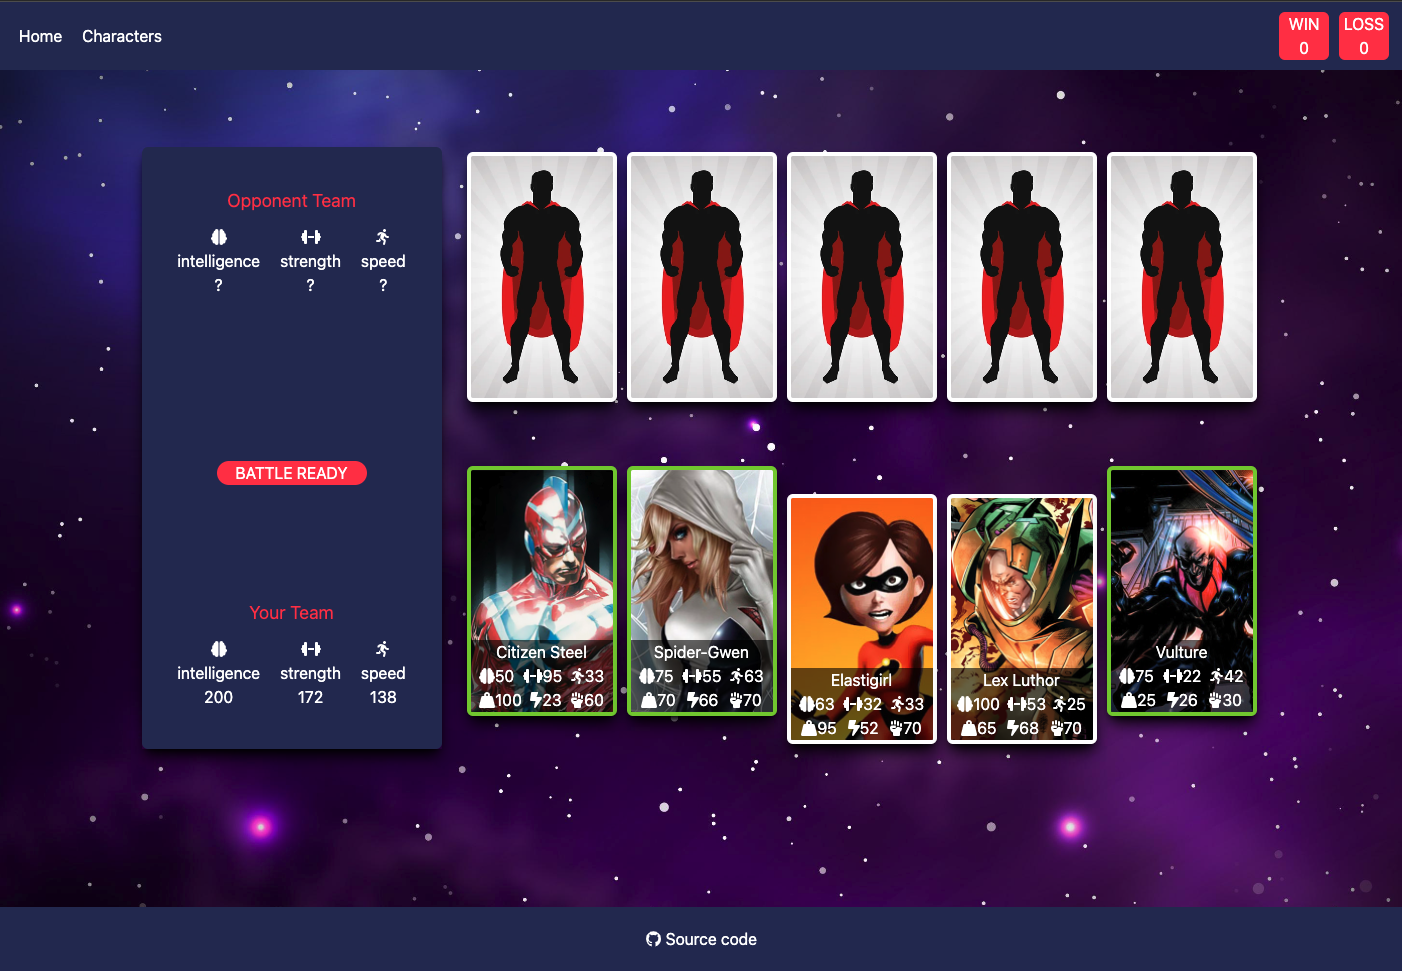 Home Characters
WIN
0
LOSS
0
Opponent Team
intelligence strength speed
? ? ?
BATTLE READY
Your Team
intelligence strength speed
200 172 138
Citizen Steel
50 95 33
100 23 60
Spider-Gwen
75 55 63
70 66 70
Elastigirl
63 32 33
95 52 70
Lex Luthor
100 53 25
65 68 70
Vulture
75 22 42
25 26 30
Source code